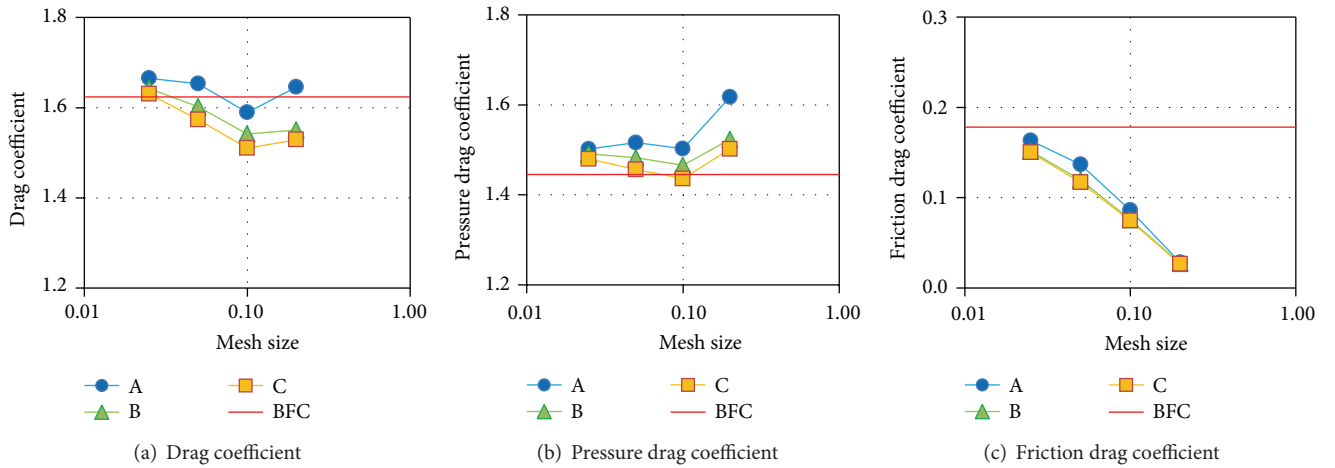 1.8
1.6
1.4
1.2
Drag coefficient
0.01
0.10
1.00
Mesh size
A
C
B
BFC
(a) Drag coefficient
1.8
1.6
1.4
1.2
Pressure drag coefficient
0.01
0.10
1.00
Mesh size
A
C
B
BFC
(b) Pressure drag coefficient
0.3
0.2
0.1
0.0
Friction drag coefficient
0.01
0.10
1.00
Mesh size
A
C
B
BFC
(c) Friction drag coefficient